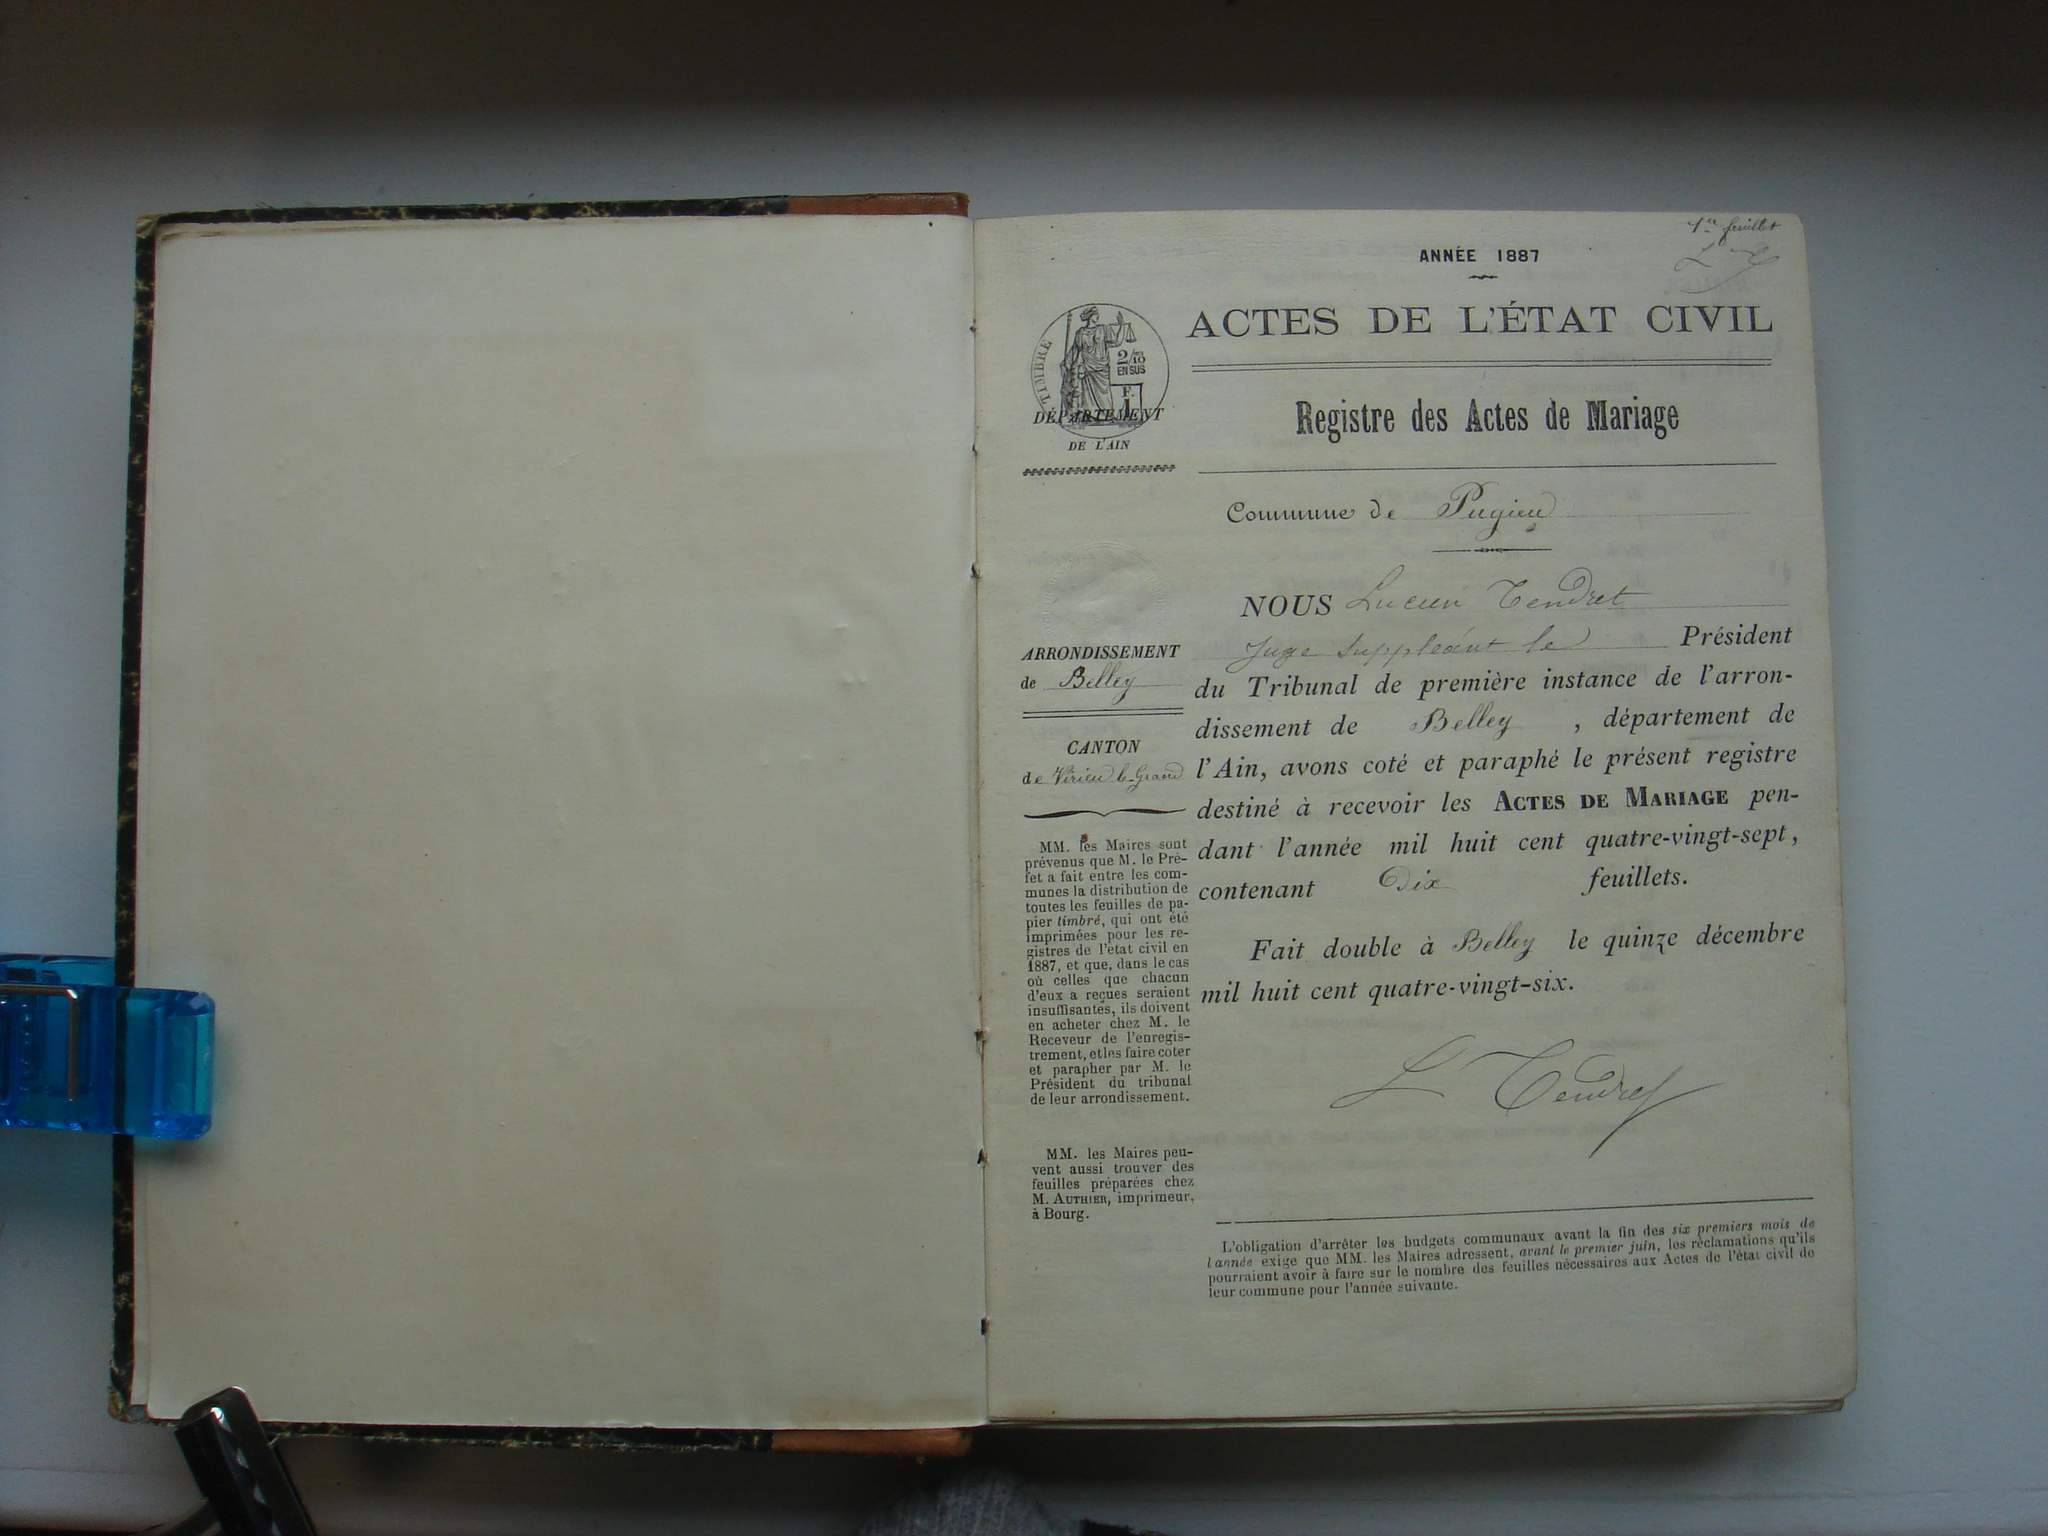 1er feuillet
ANNÉE 1887
ACTES DE L'ÉTAT CIVIL
TIMBRE
2/10
EN SUS
F.
1
DÉPARTEMENT
DE L'AIN
Registre des Actes de Mariage
Commune de Pugieu
NOUS Lucien Tendret
Juge suppléant le Président
du Tribunal de première instance de l'arron-
dissement de Belley, département de
l'Ain, avons coté et paraphé le présent registre
destiné à recevoir les ACTES DE MARIAGE pen-
dant l'année mil huit cent quatre-vingt-sept,
contenant Dix feuillets.
Fait double à Belley le quinze décembre
mil huit cent quatre-vingt-six.
L Tendret
ARRONDISSEMENT
de Belley
CANTON
de Virieu le-Grand
MM. les Maires sont
prévenus que M. le Pré-
fet a fait entre les com-
munes la distribution de
toutes les feuilles de pa-
pier timbré, qui ont été
imprimées pour les re-
gistres de l'état civil en
1887, et que, dans le cas
où celles que chacun
d'eux a reçues seraient
insuffisantes, ils doivent
en acheter chez M. le
Receveur de l'enregis-
trement, et les faire coter
et parapher par M. le
Président du tribunal
de leur arrondissement.
MM. les Maires peu-
vent aussi trouver des
feuilles préparées chez
M. AUTHIER, imprimeur,
à Bourg.
L'obligation d'arrêter les budgets communaux avant la fin des six premiers mois de
l'année exige que MM. les Maires adressent, avant le premier juin, les réclamations qu'ils
pourraient avoir à faire sur le nombre des feuilles nécessaires aux Actes de l'état civil de
leur commune pour l'année suivante.